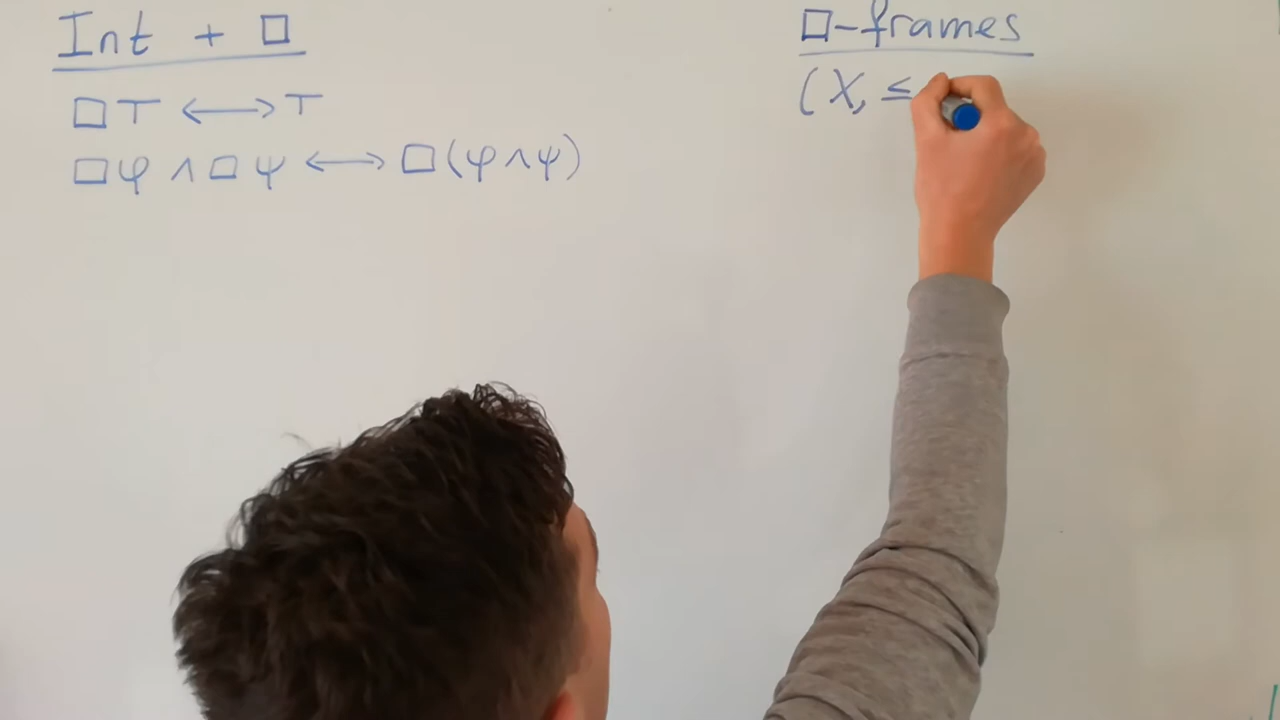 Int + □
□⊤ ⟷ ⊤
□φ ∧ □ψ ⟷ □(φ∧ψ)
□-frames
(X, ≤